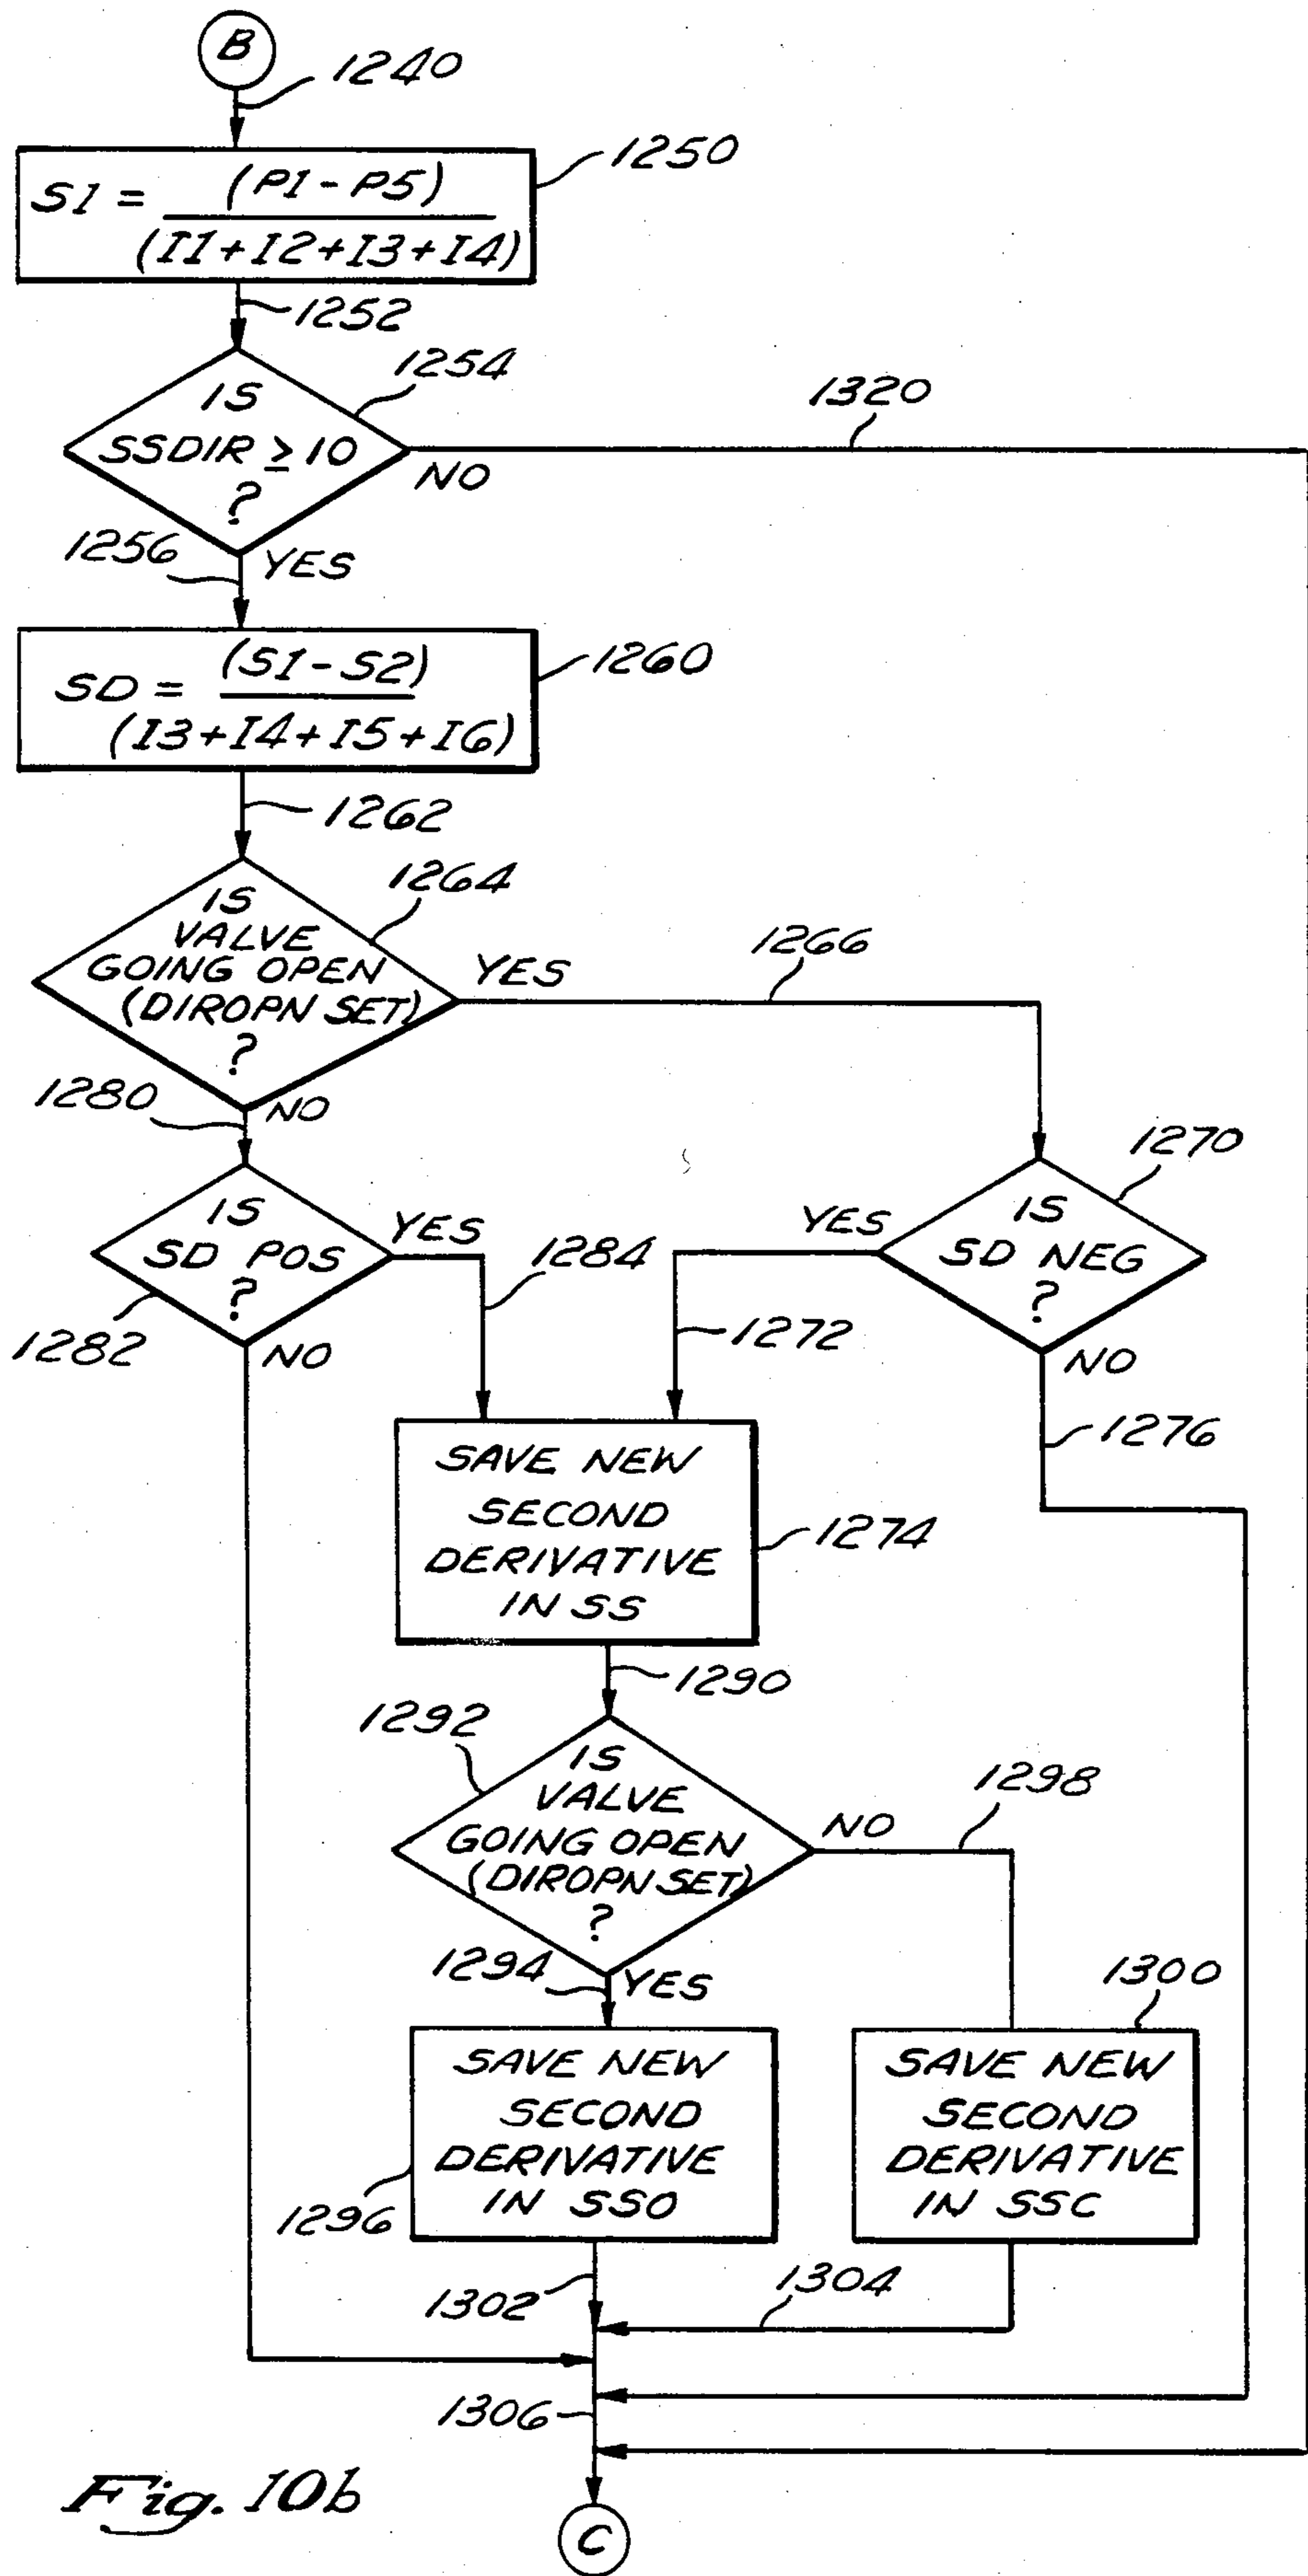 B
1240
1250
S1 = (P1 - P5)
(I1 + I2 + I3 + I4)
1252
1254
IS
SSDIR ≥ 10
?
NO
1320
1256
YES
1260
SD = (S1 - S2)
(I3 + I4 + I5 + I6)
1262
1264
IS
VALVE
GOING OPEN
(DIROPN SET)
?
YES
1266
1280
NO
1270
IS
SD POS
?
YES
1284
1282
NO
YES
IS
SD NEG
?
1272
NO
1276
SAVE NEW
SECOND
DERIVATIVE
IN SS
1274
1290
1292
IS
VALVE
GOING OPEN
(DIROPN SET)
?
NO
1298
1294
YES
1300
SAVE NEW
SECOND
DERIVATIVE
IN SSO
1296
SAVE NEW
SECOND
DERIVATIVE
IN SSC
1302
1304
1306
Fig. 10b
C